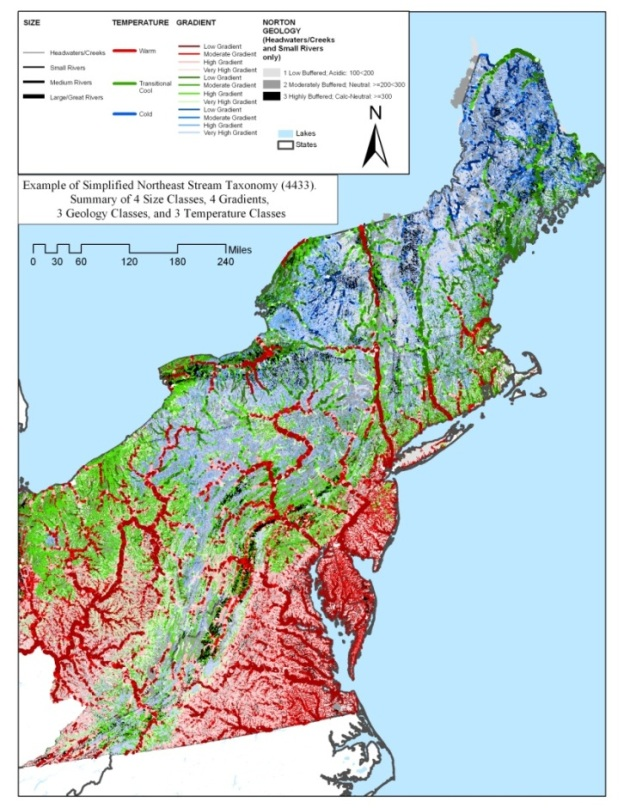 SIZE
Headwaters/Creeks
Small Rivers
Medium Rivers
Large/Great Rivers
TEMPERATURE
Warm
Transitional
Cool
Cold
GRADIENT
Low Gradient
Moderate Gradient
High Gradient
Very High Gradient
Low Gradient
Moderate Gradient
High Gradient
Very High Gradient
Low Gradient
Moderate Gradient
High Gradient
Very High Gradient
NORTON
GEOLOGY
(Headwaters/Creeks
and Small Rivers
only)
1 Low Buffered; Acidic: 100<200
2 Moderately Buffered; Neutral: >=200<300
3 Highly Buffered; Calc-Neutral: >=300
Lakes
States
N
Example of Simplified Northeast Stream Taxonomy (4433).
Summary of 4 Size Classes, 4 Gradients,
3 Geology Classes, and 3 Temperature Classes
Miles
0 30 60 120 180 240